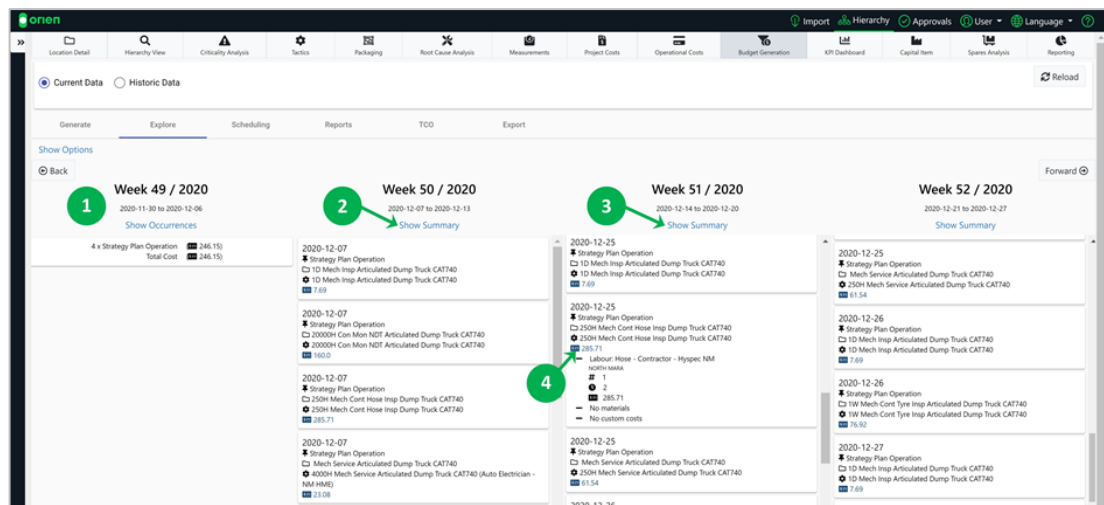 orien
Import Hierarchy Approvals User Language
Location Detail Hierarchy View Criticality Analysis Tactics Packaging Root Cause Analysis Measurements Project Costs Operational Costs Budget Generation KPI Dashboard Capital Item Spares Analysis Reporting
Current Data Historic Data Reload
Generate Explore Scheduling Reports TCO Export
Show Options
Back Forward
1
Week 49 / 2020
2020-11-30 to 2020-12-06
Show Occurrences
4 x Strategy Plan Operation 246.15)
Total Cost 246.15)
2
Week 50 / 2020
2020-12-07 to 2020-12-13
Show Summary
2020-12-07
Strategy Plan Operation
1D Mech Insp Articulated Dump Truck CAT740
1D Mech Insp Articulated Dump Truck CAT740
7.69
2020-12-07
Strategy Plan Operation
20000H Con Mon NDT Articulated Dump Truck CAT740
20000H Con Mon NDT Articulated Dump Truck CAT740
160.0
2020-12-07
Strategy Plan Operation
250H Mech Cont Hose Insp Dump Truck CAT740
250H Mech Cont Hose Insp Dump Truck CAT740
285.71
2020-12-07
Strategy Plan Operation
Mech Service Articulated Dump Truck CAT740
4000H Mech Service Articulated Dump Truck CAT740 (Auto Electrician -
NM HME)
23.08
3
Week 51 / 2020
2020-12-14 to 2020-12-20
Show Summary
2020-12-25
Strategy Plan Operation
1D Mech Insp Articulated Dump Truck CAT740
1D Mech Insp Articulated Dump Truck CAT740
7.69
2020-12-25
Strategy Plan Operation
250H Mech Cont Hose Insp Dump Truck CAT740
250H Mech Cont Hose Insp Dump Truck CAT740
285.71
4
Labour: Hose - Contractor - Hyspec NM
NORTH MARA
# 1
2
285.71
No materials
No custom costs
2020-12-25
Strategy Plan Operation
Mech Service Articulated Dump Truck CAT740
250H Mech Service Articulated Dump Truck CAT740
61.54
2020-12-26
Week 52 / 2020
2020-12-21 to 2020-12-27
Show Summary
2020-12-25
Strategy Plan Operation
Mech Service Articulated Dump Truck CAT740
250H Mech Service Articulated Dump Truck CAT740
61.54
2020-12-26
Strategy Plan Operation
1D Mech Insp Articulated Dump Truck CAT740
1D Mech Insp Articulated Dump Truck CAT740
7.69
2020-12-26
Strategy Plan Operation
1W Mech Cont Tyre Insp Articulated Dump Truck CAT740
1W Mech Cont Tyre Insp Articulated Dump Truck CAT740
76.92
2020-12-27
Strategy Plan Operation
1D Mech Insp Articulated Dump Truck CAT740
1D Mech Insp Articulated Dump Truck CAT740
7.69